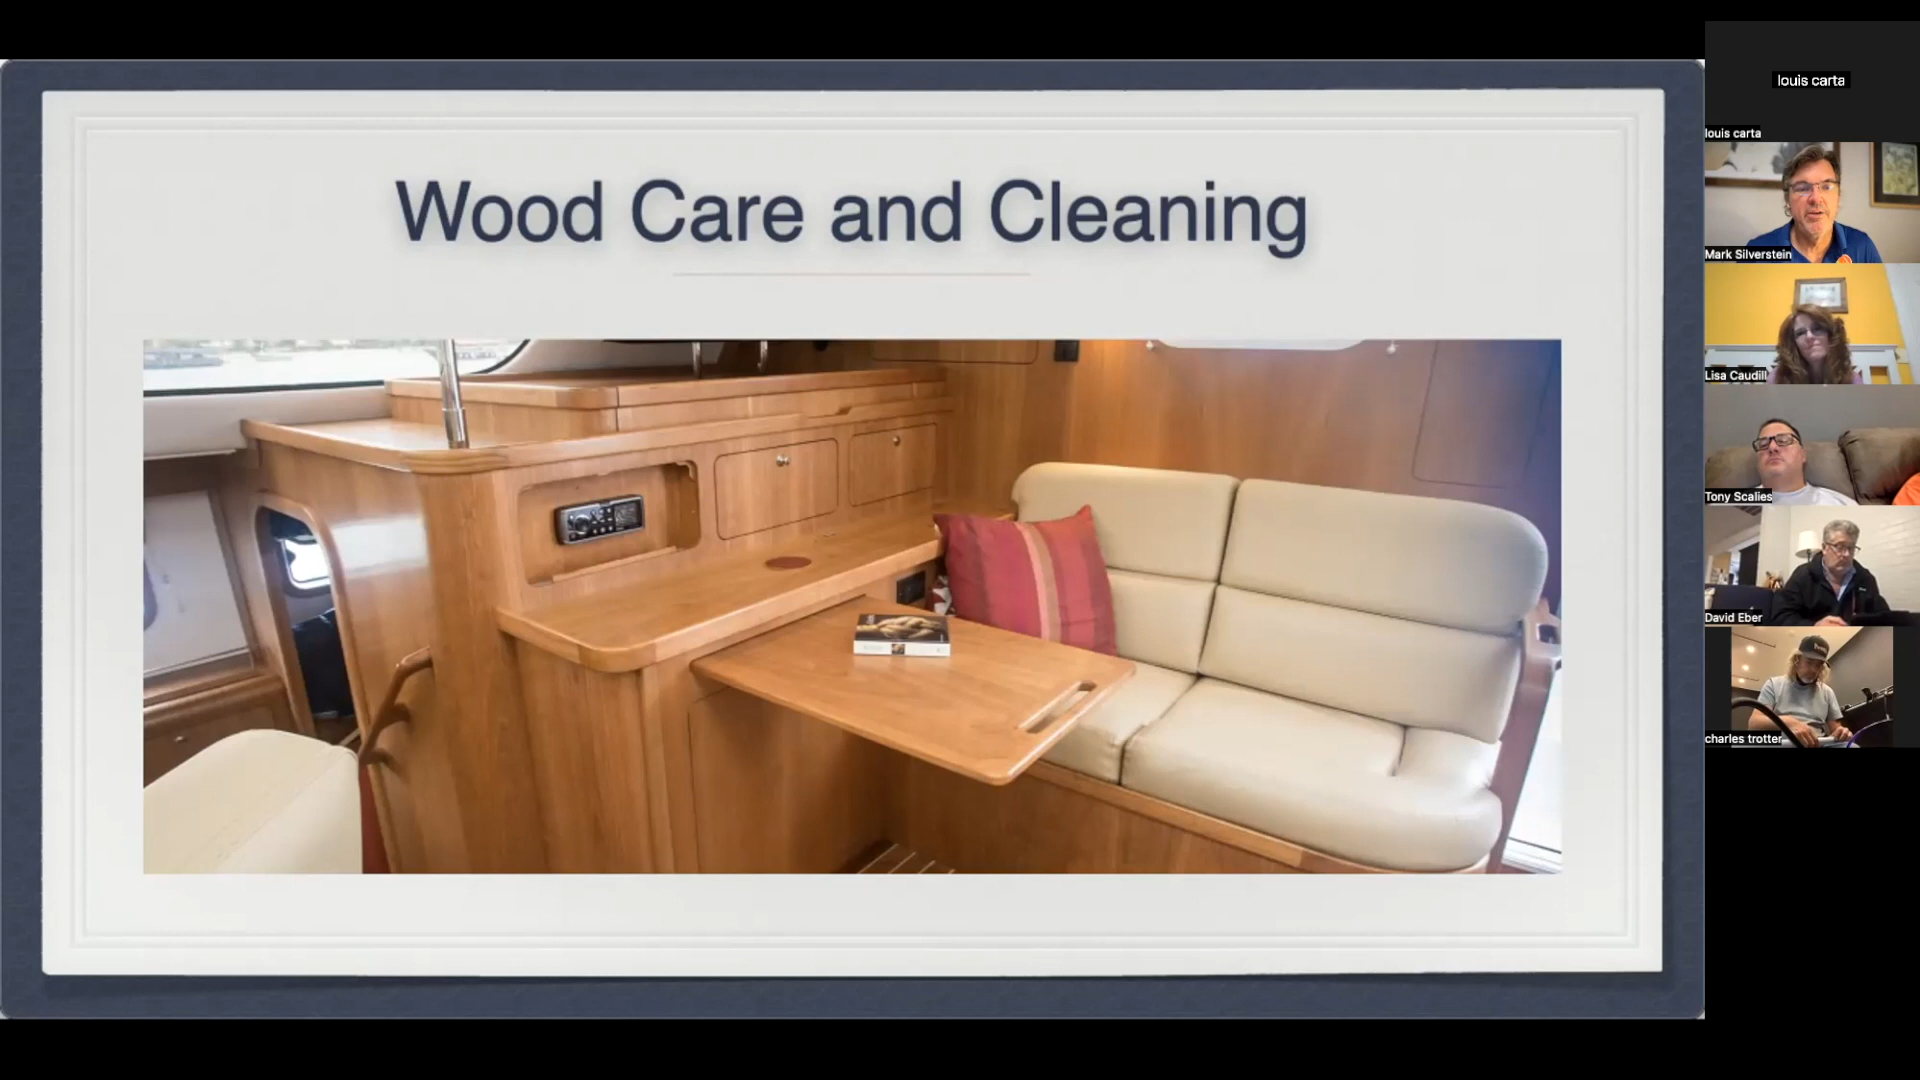 Wood Care and Cleaning
louis carta
louis carta
Mark Silverstein
Lisa Caudill
Tony Scalies
David Eber
charles trotter